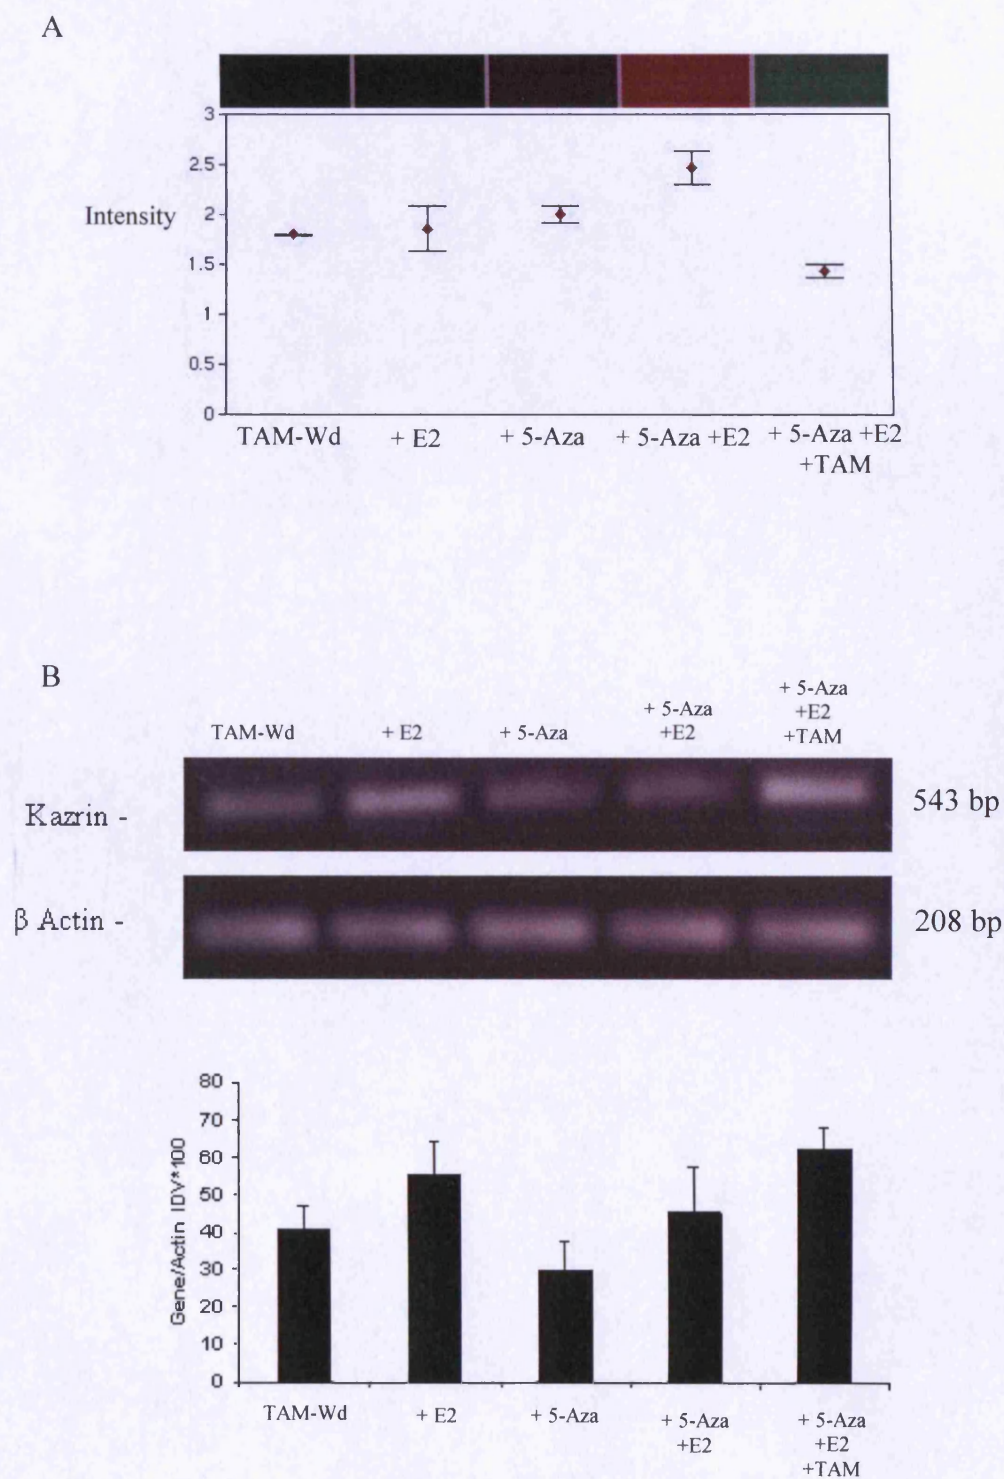 A
3
2.5
2
1.5
1
0.5
0
Intensity
TAM-Wd
+ E2
+ 5-Aza
+ 5-Aza +E2
+ 5-Aza +E2
+TAM
B
TAM-Wd
+ E2
+ 5-Aza
+ 5-Aza
+E2
+ 5-Aza
+E2
+TAM
Kazrin -
543 bp
β Actin -
208 bp
80
70
60
50
40
30
20
10
0
Gene/Actin IDV*100
TAM-Wd
+ E2
+ 5-Aza
+ 5-Aza
+E2
+ 5-Aza
+E2
+TAM